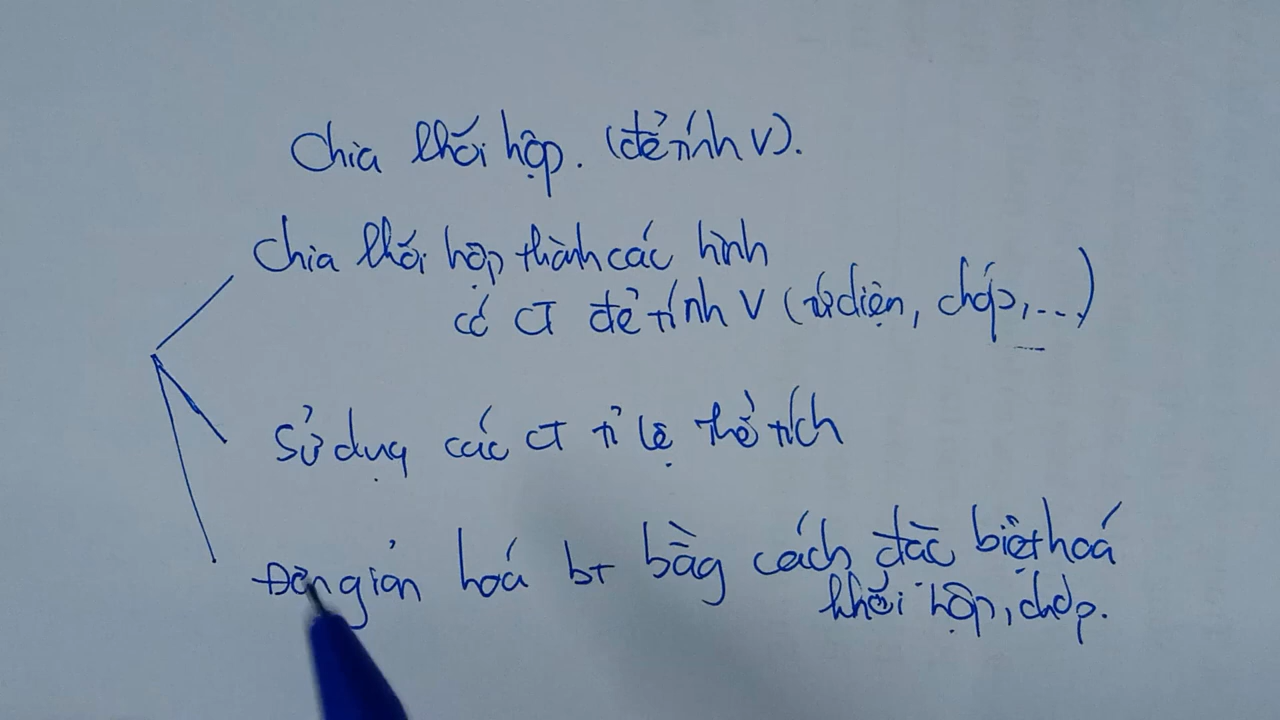 Chia khối hộp. (để tính V).
Chia khối hộp thành các hình
có CT để tính V (tứ diện, chóp,...)
Sử dụng các CT tỉ lệ thể tích
Đơn giản hoá bt bằng cách đặc biệt hoá
khối hộp, chóp.